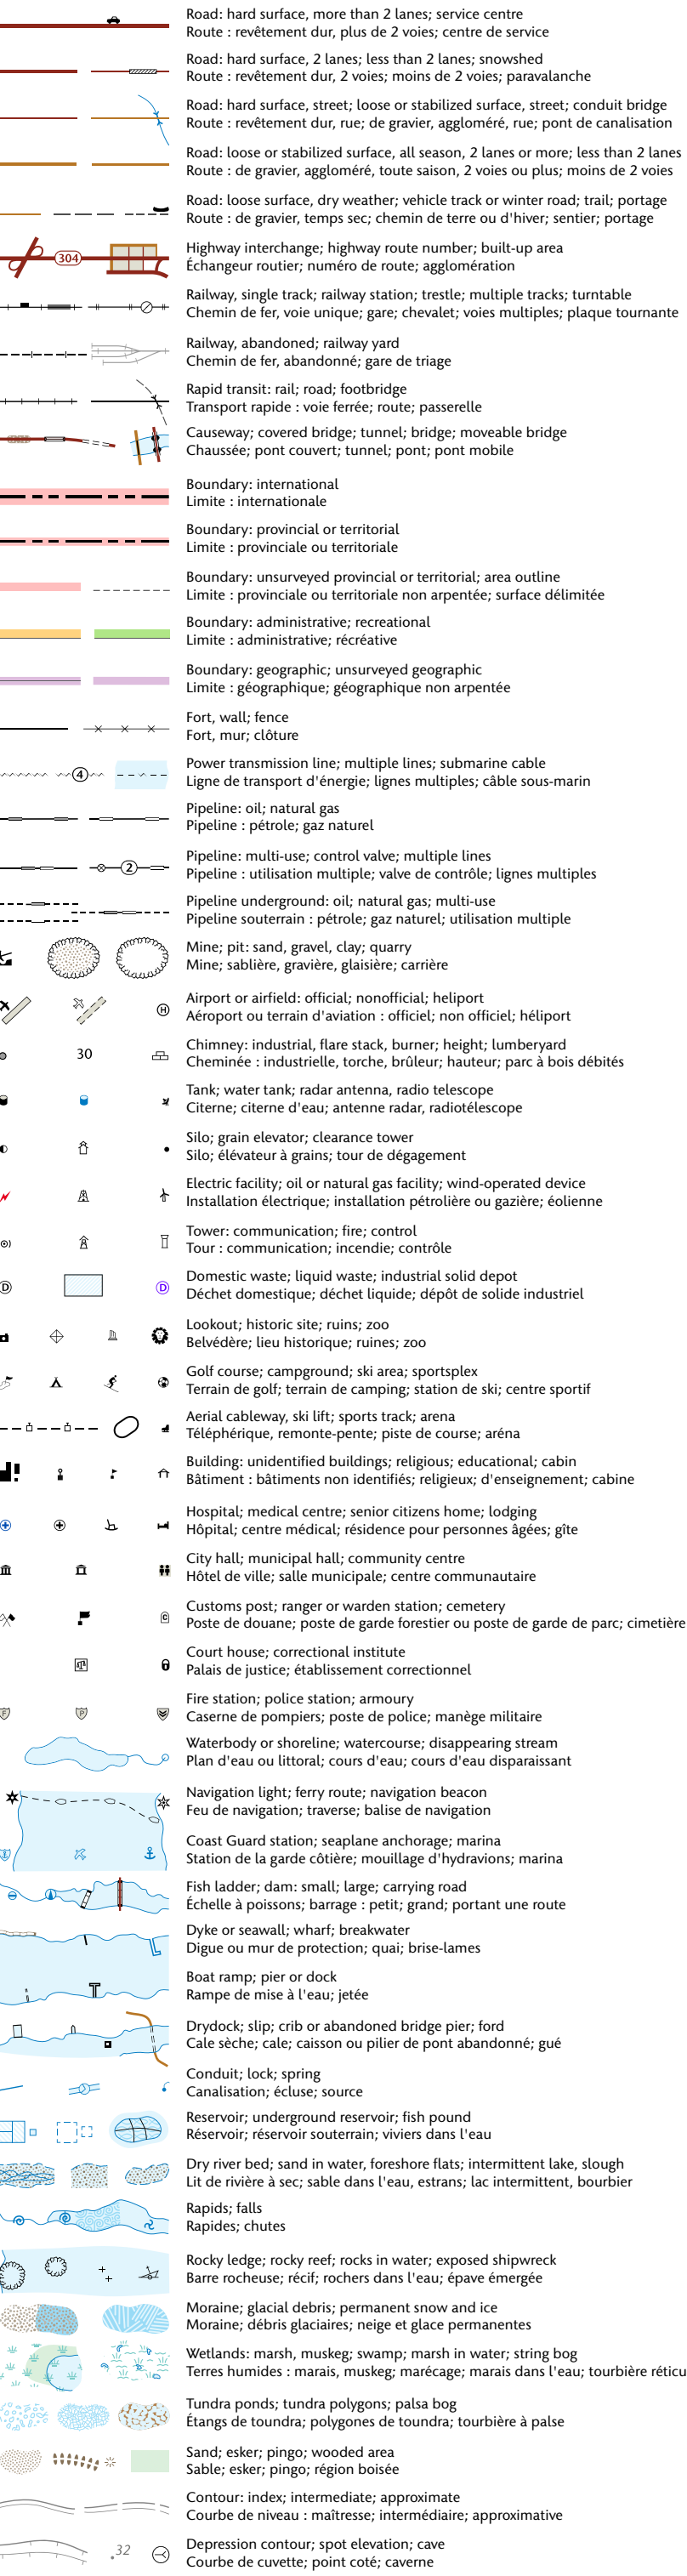 Road: hard surface, more than 2 lanes; service centre
Route : revêtement dur, plus de 2 voies; centre de service
Road: hard surface, 2 lanes; less than 2 lanes; snowshed
Route : revêtement dur, 2 voies; moins de 2 voies; paravalanche
Road: hard surface, street; loose or stabilized surface, street; conduit bridge
Route : revêtement dur, rue; de gravier, aggloméré, rue; pont de canalisation
Road: loose or stabilized surface, all season, 2 lanes or more; less than 2 lanes
Route : de gravier, aggloméré, toute saison, 2 voies ou plus; moins de 2 voies
Road: loose surface, dry weather; vehicle track or winter road; trail; portage
Route : de gravier, temps sec; chemin de terre ou d'hiver; sentier; portage
304
Highway interchange; highway route number; built-up area
Échangeur routier; numéro de route; agglomération
Railway, single track; railway station; trestle; multiple tracks; turntable
Chemin de fer, voie unique; gare; chevalet; voies multiples; plaque tournante
Railway, abandoned; railway yard
Chemin de fer, abandonné; gare de triage
Rapid transit: rail; road; footbridge
Transport rapide : voie ferrée; route; passerelle
Causeway; covered bridge; tunnel; bridge; moveable bridge
Chaussée; pont couvert; tunnel; pont; pont mobile
Boundary: international
Limite : internationale
Boundary: provincial or territorial
Limite : provinciale ou territoriale
Boundary: unsurveyed provincial or territorial; area outline
Limite : provinciale ou territoriale non arpentée; surface délimitée
Boundary: administrative; recreational
Limite : administrative; récréative
Boundary: geographic; unsurveyed geographic
Limite : géographique; géographique non arpentée
Fort, wall; fence
Fort, mur; clôture
4
Power transmission line; multiple lines; submarine cable
Ligne de transport d'énergie; lignes multiples; câble sous-marin
Pipeline: oil; natural gas
Pipeline : pétrole; gaz naturel
2
Pipeline: multi-use; control valve; multiple lines
Pipeline : utilisation multiple; valve de contrôle; lignes multiples
Pipeline underground: oil; natural gas; multi-use
Pipeline souterrain : pétrole; gaz naturel; utilisation multiple
Mine; pit: sand, gravel, clay; quarry
Mine; sablière, gravière, glaisière; carrière
H
Airport or airfield: official; nonofficial; heliport
Aéroport ou terrain d'aviation : officiel; non officiel; héliport
30
Chimney: industrial, flare stack, burner; height; lumberyard
Cheminée : industrielle, torche, brûleur; hauteur; parc à bois débités
Tank; water tank; radar antenna, radio telescope
Citerne; citerne d'eau; antenne radar, radiotélescope
Silo; grain elevator; clearance tower
Silo; élévateur à grains; tour de dégagement
Electric facility; oil or natural gas facility; wind-operated device
Installation électrique; installation pétrolière ou gazière; éolienne
Tower: communication; fire; control
Tour : communication; incendie; contrôle
D D
Domestic waste; liquid waste; industrial solid depot
Déchet domestique; déchet liquide; dépôt de solide industriel
Lookout; historic site; ruins; zoo
Belvédère; lieu historique; ruines; zoo
Golf course; campground; ski area; sportsplex
Terrain de golf; terrain de camping; station de ski; centre sportif
Aerial cableway, ski lift; sports track; arena
Téléphérique, remonte-pente; piste de course; aréna
Building: unidentified buildings; religious; educational; cabin
Bâtiment : bâtiments non identifiés; religieux; d'enseignement; cabine
Hospital; medical centre; senior citizens home; lodging
Hôpital; centre médical; résidence pour personnes âgées; gîte
City hall; municipal hall; community centre
Hôtel de ville; salle municipale; centre communautaire
C
Customs post; ranger or warden station; cemetery
Poste de douane; poste de garde forestier ou poste de garde de parc; cimetière
Court house; correctional institute
Palais de justice; établissement correctionnel
F P
Fire station; police station; armoury
Caserne de pompiers; poste de police; manège militaire
Waterbody or shoreline; watercourse; disappearing stream
Plan d'eau ou littoral; cours d'eau; cours d'eau disparaissant
Navigation light; ferry route; navigation beacon
Feu de navigation; traverse; balise de navigation
Coast Guard station; seaplane anchorage; marina
Station de la garde côtière; mouillage d'hydravions; marina
Fish ladder; dam: small; large; carrying road
Échelle à poissons; barrage : petit; grand; portant une route
Dyke or seawall; wharf; breakwater
Digue ou mur de protection; quai; brise-lames
Boat ramp; pier or dock
Rampe de mise à l'eau; jetée
Drydock; slip; crib or abandoned bridge pier; ford
Cale sèche; cale; caisson ou pilier de pont abandonné; gué
Conduit; lock; spring
Canalisation; écluse; source
Reservoir; underground reservoir; fish pound
Réservoir; réservoir souterrain; viviers dans l'eau
Dry river bed; sand in water, foreshore flats; intermittent lake, slough
Lit de rivière à sec; sable dans l'eau, estrans; lac intermittent, bourbier
Rapids; falls
Rapides; chutes
Rocky ledge; rocky reef; rocks in water; exposed shipwreck
Barre rocheuse; récif; rochers dans l'eau; épave émergée
Moraine; glacial debris; permanent snow and ice
Moraine; débris glaciaires; neige et glace permanentes
Wetlands: marsh, muskeg; swamp; marsh in water; string bog
Terres humides : marais, muskeg; marécage; marais dans l'eau; tourbière réticu
Tundra ponds; tundra polygons; palsa bog
Étangs de toundra; polygones de toundra; tourbière à palse
Sand; esker; pingo; wooded area
Sable; esker; pingo; région boisée
Contour: index; intermediate; approximate
Courbe de niveau : maîtresse; intermédiaire; approximative
.32
Depression contour; spot elevation; cave
Courbe de cuvette; point coté; caverne